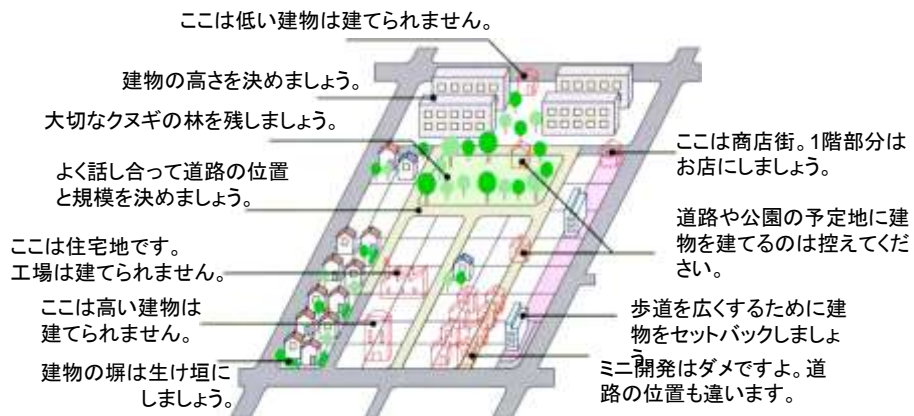 ここは低い建物は建てられません。
建物の高さを決めましょう。
大切なクヌギの林を残しましょう。
よく話し合って道路の位置
と規模を決めましょう。
ここは住宅地です。
工場は建てられません。
ここは高い建物は
建てられません。
建物の塀は生け垣に
しましょう。
ここは商店街。1階部分は
お店にしましょう。
道路や公園の予定地に建
物を建てるのは控えてくだ
さい。
歩道を広くするために建
物をセットバックしましょ
う。
ミニ開発はダメですよ。道
路の位置も違います。